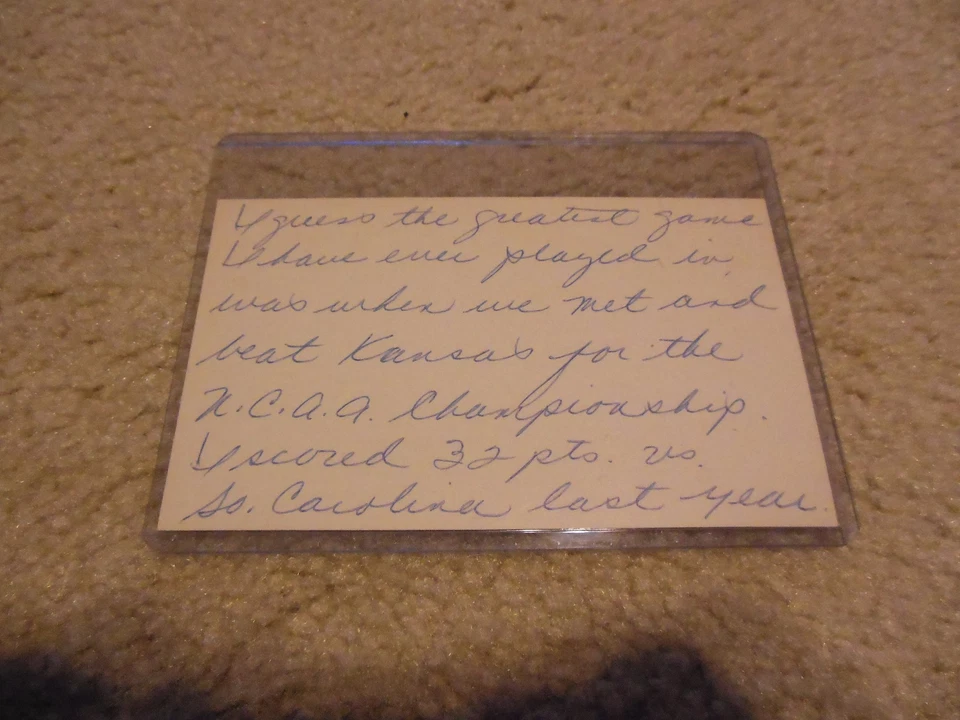 I guess the greatest game
I have ever played in
was when we met and
beat Kansas for the
N.C.A.A. Championship.
I scored 32 pts. vs.
So. Carolina last year.